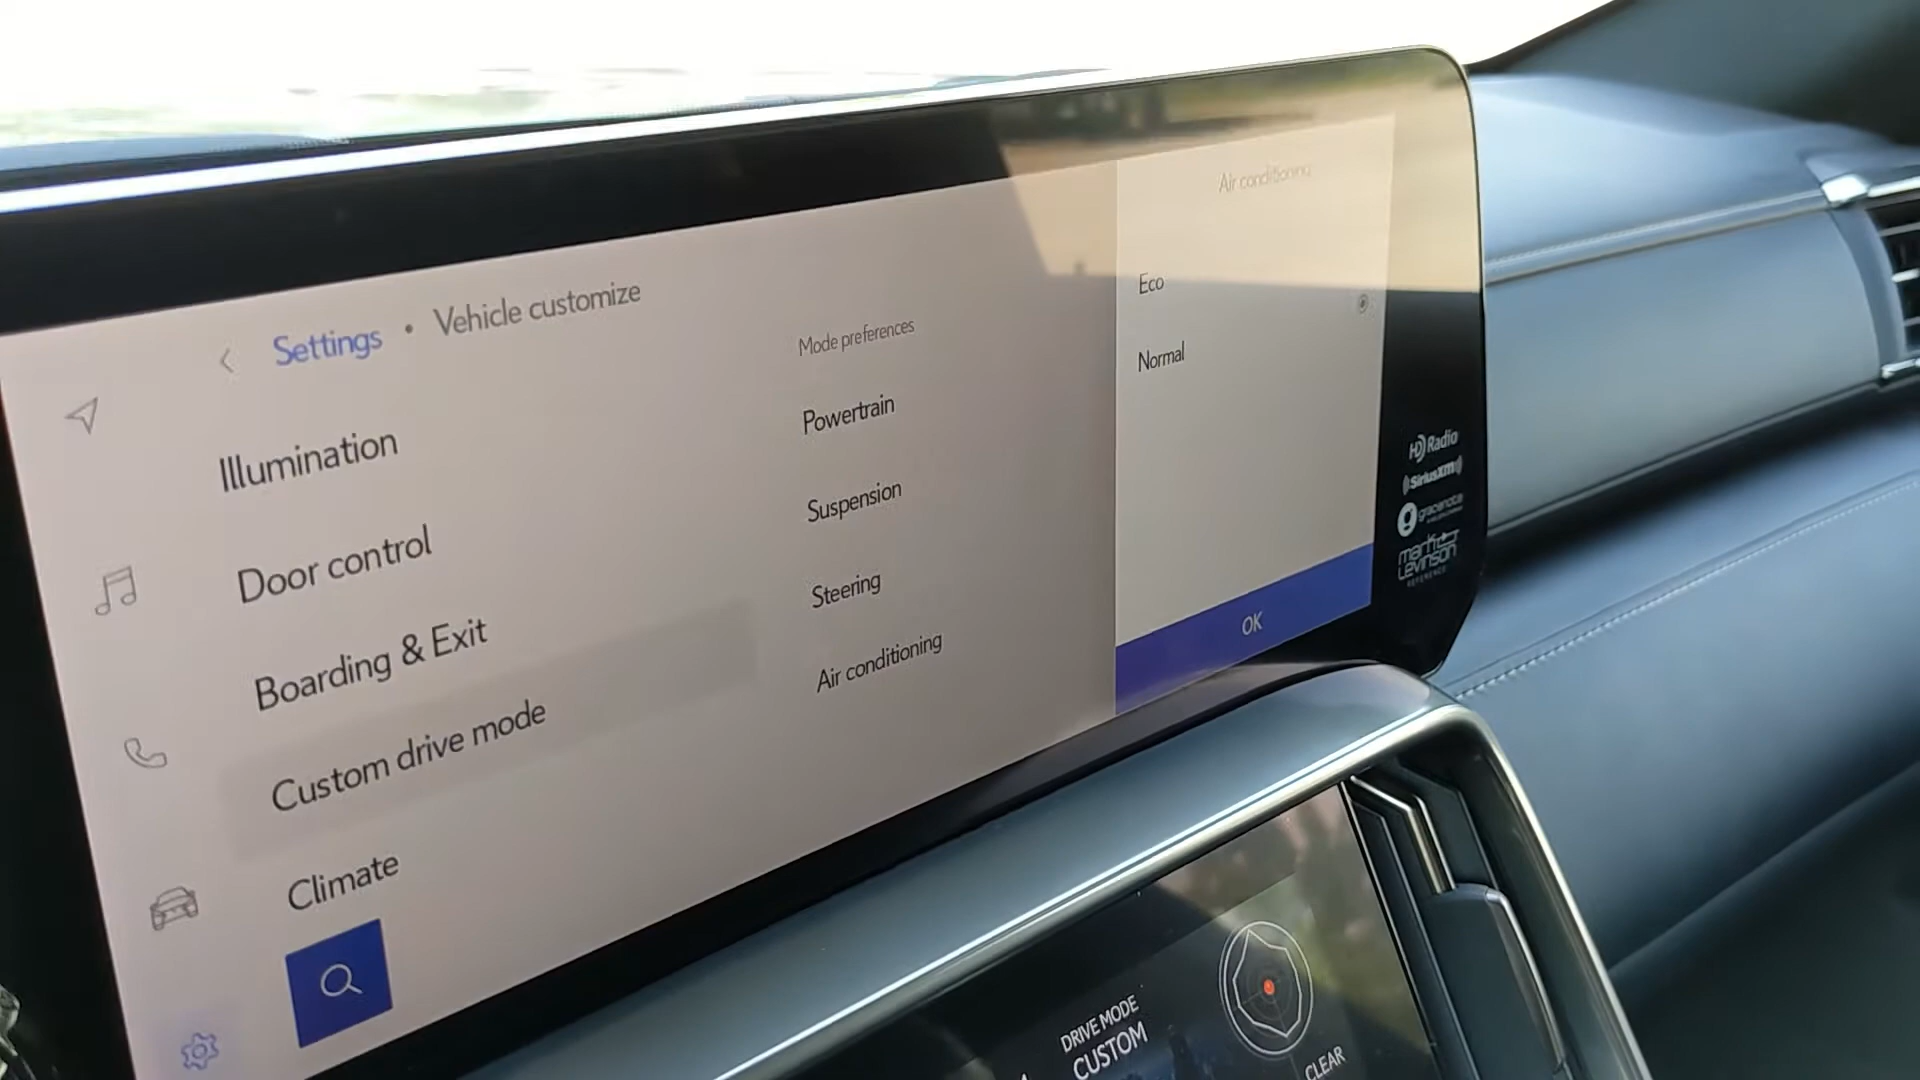 Settings • Vehicle customize
Illumination
Door control
Boarding & Exit
Custom drive mode
Climate
Mode preferences
Powertrain
Suspension
Steering
Air conditioning
Air conditioning
Eco
Normal
OK
HD Radio
SiriusXM
gracenote
mark Levinson
REFERENCE
DRIVE MODE
CUSTOM
CLEAR